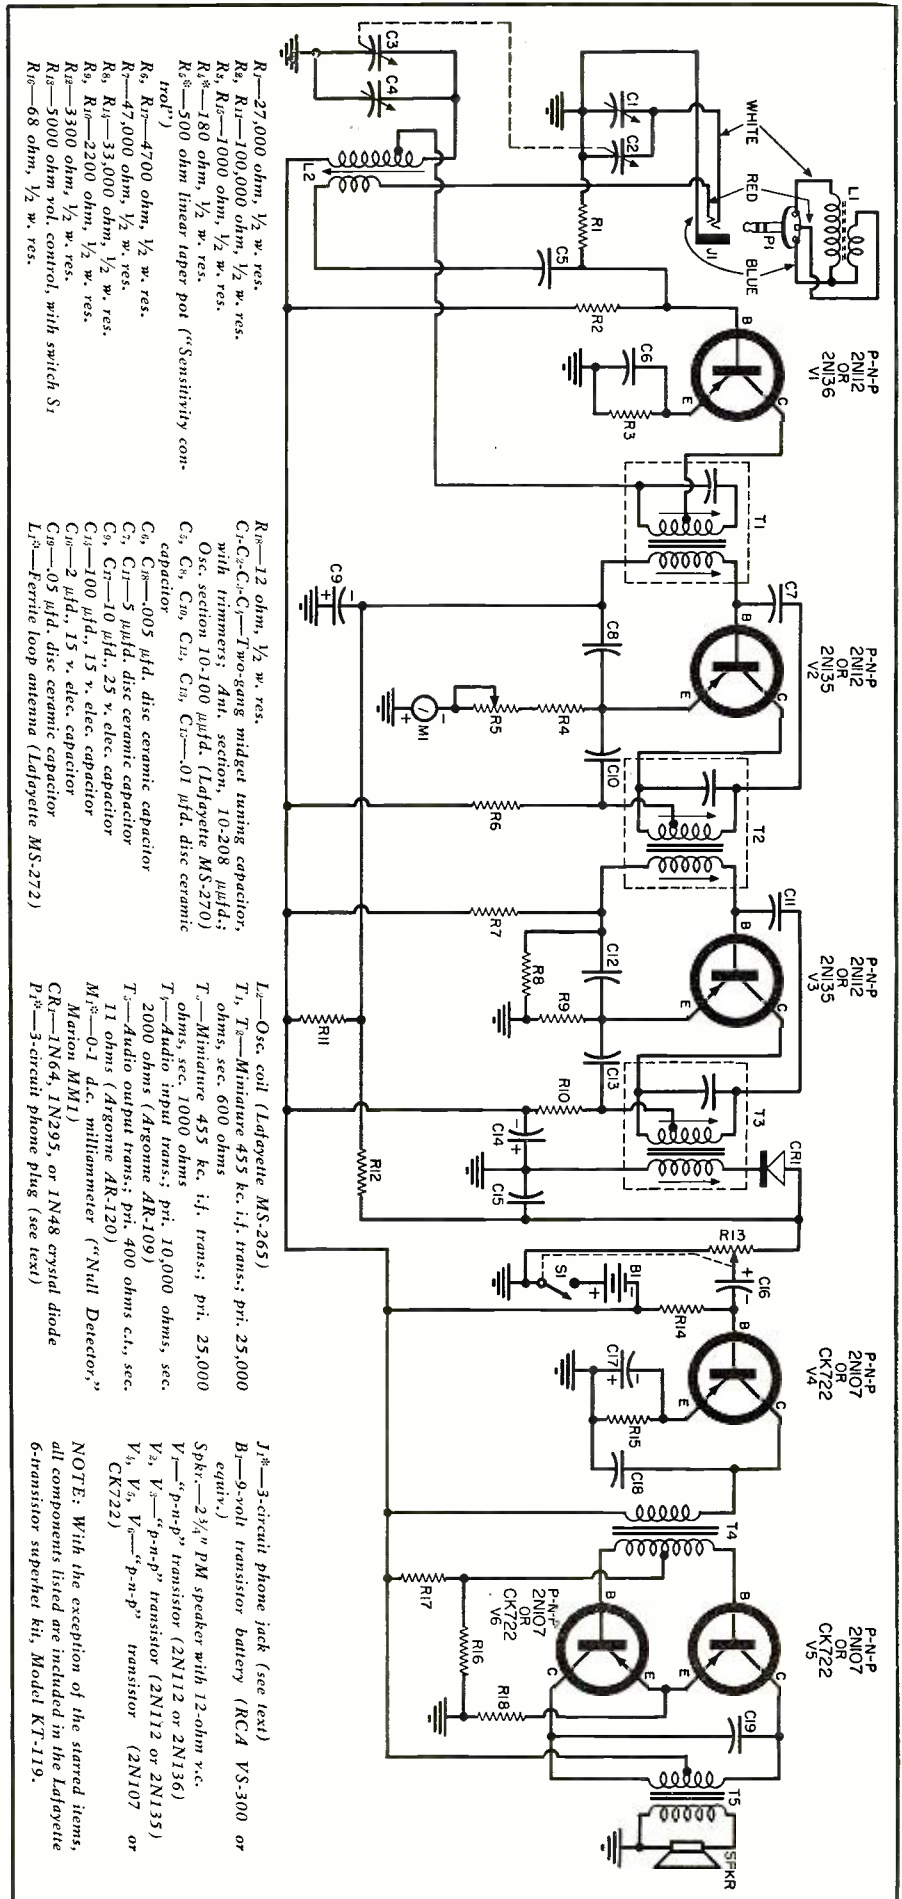 WHITE
RED
BLUE
L1
P1
J1
C1
C2
C3
C4
L2
R1
C5
R2
P-N-P
2N112
OR
2N136
V1
B
C
E
C6
R3
T1
C7
P-N-P
2N112
OR
2N135
V2
B
C
E
C8
C9
- +
R4
R5
M1
- +
C10
R6
T2
C11
P-N-P
2N112
OR
2N135
V3
B
C
E
R7
C12
R8
R9
C13
R10
R11
C14
- +
T3
CR1
C15
R12
R13
S1
B1
+ -
C16
+ -
R14
P-N-P
2N107
OR
CK722
V4
B
C
E
C17
- +
R15
C18
T4
R17
R16
R18
P-N-P
2N107
OR
CK722
V5
B
C
E
P-N-P
2N107
OR
CK722
V6
B
C
E
C19
T5
SPKR
R1—27,000 ohm, 1/2 w. res.
R2, R11—100,000 ohm, 1/2 w. res.
R3, R15—1000 ohm, 1/2 w. res.
R4*—180 ohm, 1/2 w. res.
R5*—500 ohm linear taper pot ("Sensitivity con-
trol")
R6, R17—4700 ohm, 1/2 w. res.
R7—47,000 ohm, 1/2 w. res.
R8, R14—33,000 ohm, 1/2 w. res.
R9, R10—2200 ohm, 1/2 w. res.
R12—3300 ohm, 1/2 w. res.
R13—5000 ohm vol. control, with switch S1
R16—68 ohm, 1/2 w. res.
R18—12 ohm, 1/2 w. res.
C1-C2-C3-C4—Two-gang midget tuning capacitor,
with trimmers; Ant. section, 10-208 μμfd.;
Osc. section 10-100 μμfd. (Lafayette MS-270)
C5, C8, C10, C12, C13, C15—.01 μfd. disc ceramic
capacitor
C6, C18—.005 μfd. disc ceramic capacitor
C7, C11—5 μμfd. disc ceramic capacitor
C9, C17—10 μfd., 25 v. elec. capacitor
C14—100 μfd., 15 v. elec. capacitor
C16—2 μfd., 15 v. elec. capacitor
C19—.05 μfd. disc ceramic capacitor
L1*—Ferrite loop antenna (Lafayette MS-272)
L2—Osc. coil (Lafayette MS-265)
T1, T2—Miniature 455 kc. i.f. trans.; pri. 25,000
ohms, sec. 600 ohms
T3—Miniature 455 kc. i.f. trans.; pri. 25,000
ohms, sec. 1000 ohms
T4—Audio input trans.; pri. 10,000 ohms, sec.
2000 ohms (Argonne AR-109)
T5—Audio output trans.; pri. 400 ohms c.t., sec.
11 ohms (Argonne AR-120)
M1*—0-1 d.c. milliammeter ("Null Detector,"
Marion MM1)
CR1—1N64, 1N295, or 1N48 crystal diode
P1*—3-circuit phone plug (see text)
J1*—3-circuit phone jack (see text)
B1—9-volt transistor battery (RCA VS-300 or
equiv.)
Spkr.—2 3/4" PM speaker with 12-ohm v.c.
V1—"p-n-p" transistor (2N112 or 2N136)
V2, V3—"p-n-p" transistor (2N112 or 2N135)
V4, V5, V6—"p-n-p" transistor (2N107 or
CK722)
NOTE: With the exception of the starred items,
all components listed are included in the Lafayette
6-transistor superhet kit, Model KT-119.